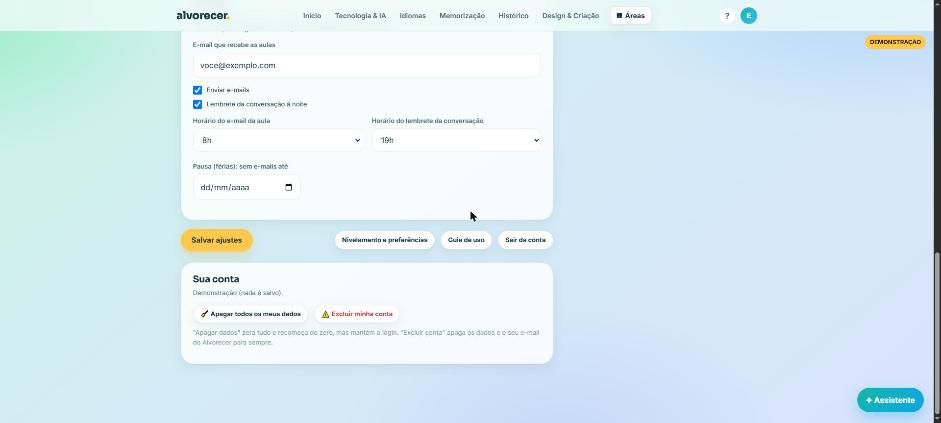 alvorecer.
Início
Tecnologia & IA
Idiomas
Memorização
Histórico
Design & Criação
Áreas
?
E
DEMONSTRAÇÃO
E-mail que recebe as aulas
voce@exemplo.com
Enviar e-mails
Lembrete da conversação à noite
Horário do e-mail da aula
Horário do lembrete da conversação
8h
19h
Pausa (férias): sem e-mails até
dd/mm/aaaa
Salvar ajustes
Nivelamento e preferências
Guia de uso
Sair da conta
Sua conta
Demonstração (nada é salvo).
Apagar todos os meus dados
Excluir minha conta
"Apagar dados" zera tudo e recomeça do zero, mas mantém o login. "Excluir conta" apaga os dados e o seu e-mail
do Alvorecer para sempre.
+ Assistente